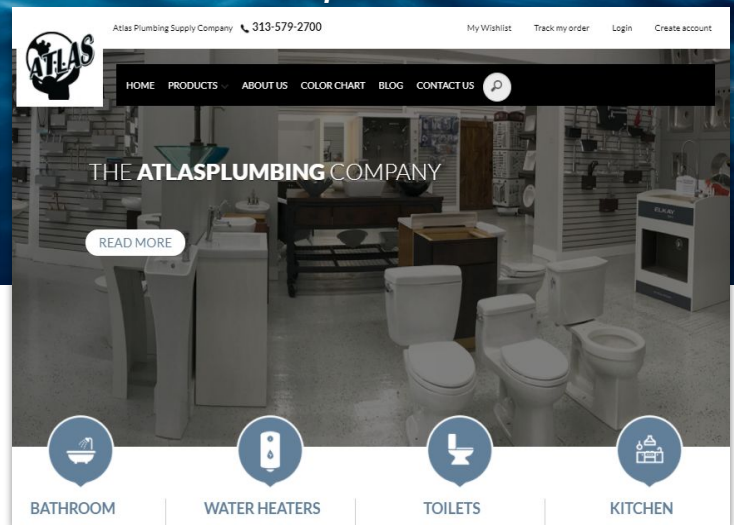 Atlas Plumbing Supply Company 313-579-2700 My Wishlist Track my order Login Create account
ATLAS
HOME PRODUCTS ABOUT US COLOR CHART BLOG CONTACT US
THE ATLASPLUMBING COMPANY
ELKAY
READ MORE
BATHROOM WATER HEATERS TOILETS KITCHEN